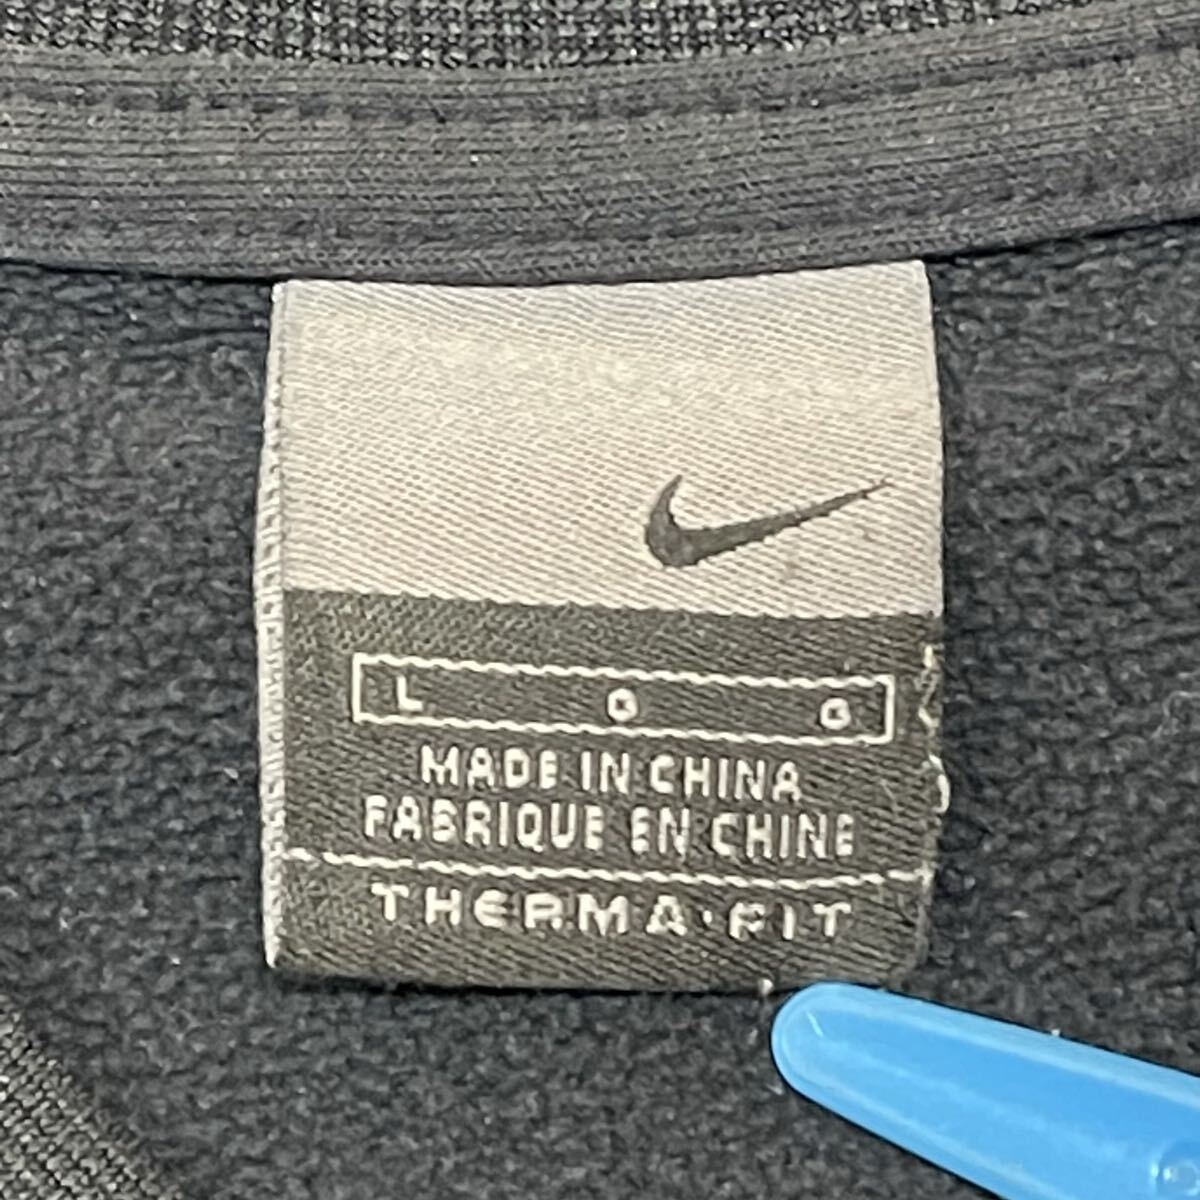 L G G
MADE IN CHINA
FABRIQUE EN CHINE
THERMA·FIT